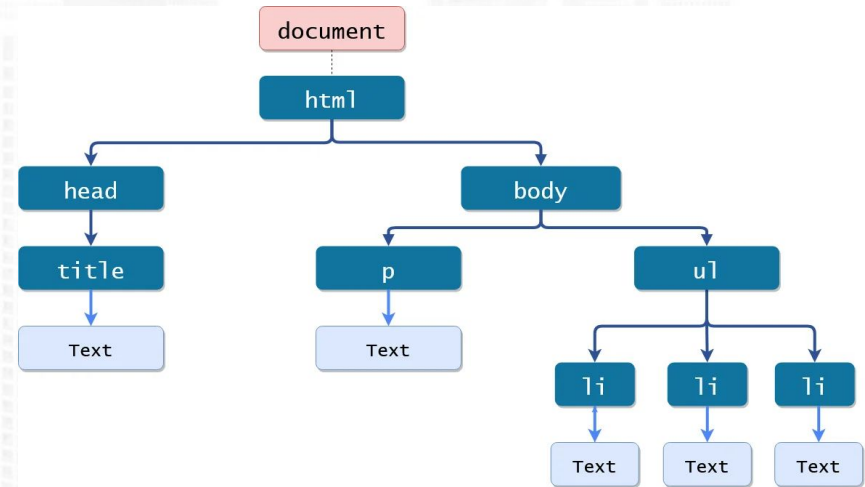 document
html
head
body
title
p
ul
Text
Text
li
li
li
Text
Text
Text